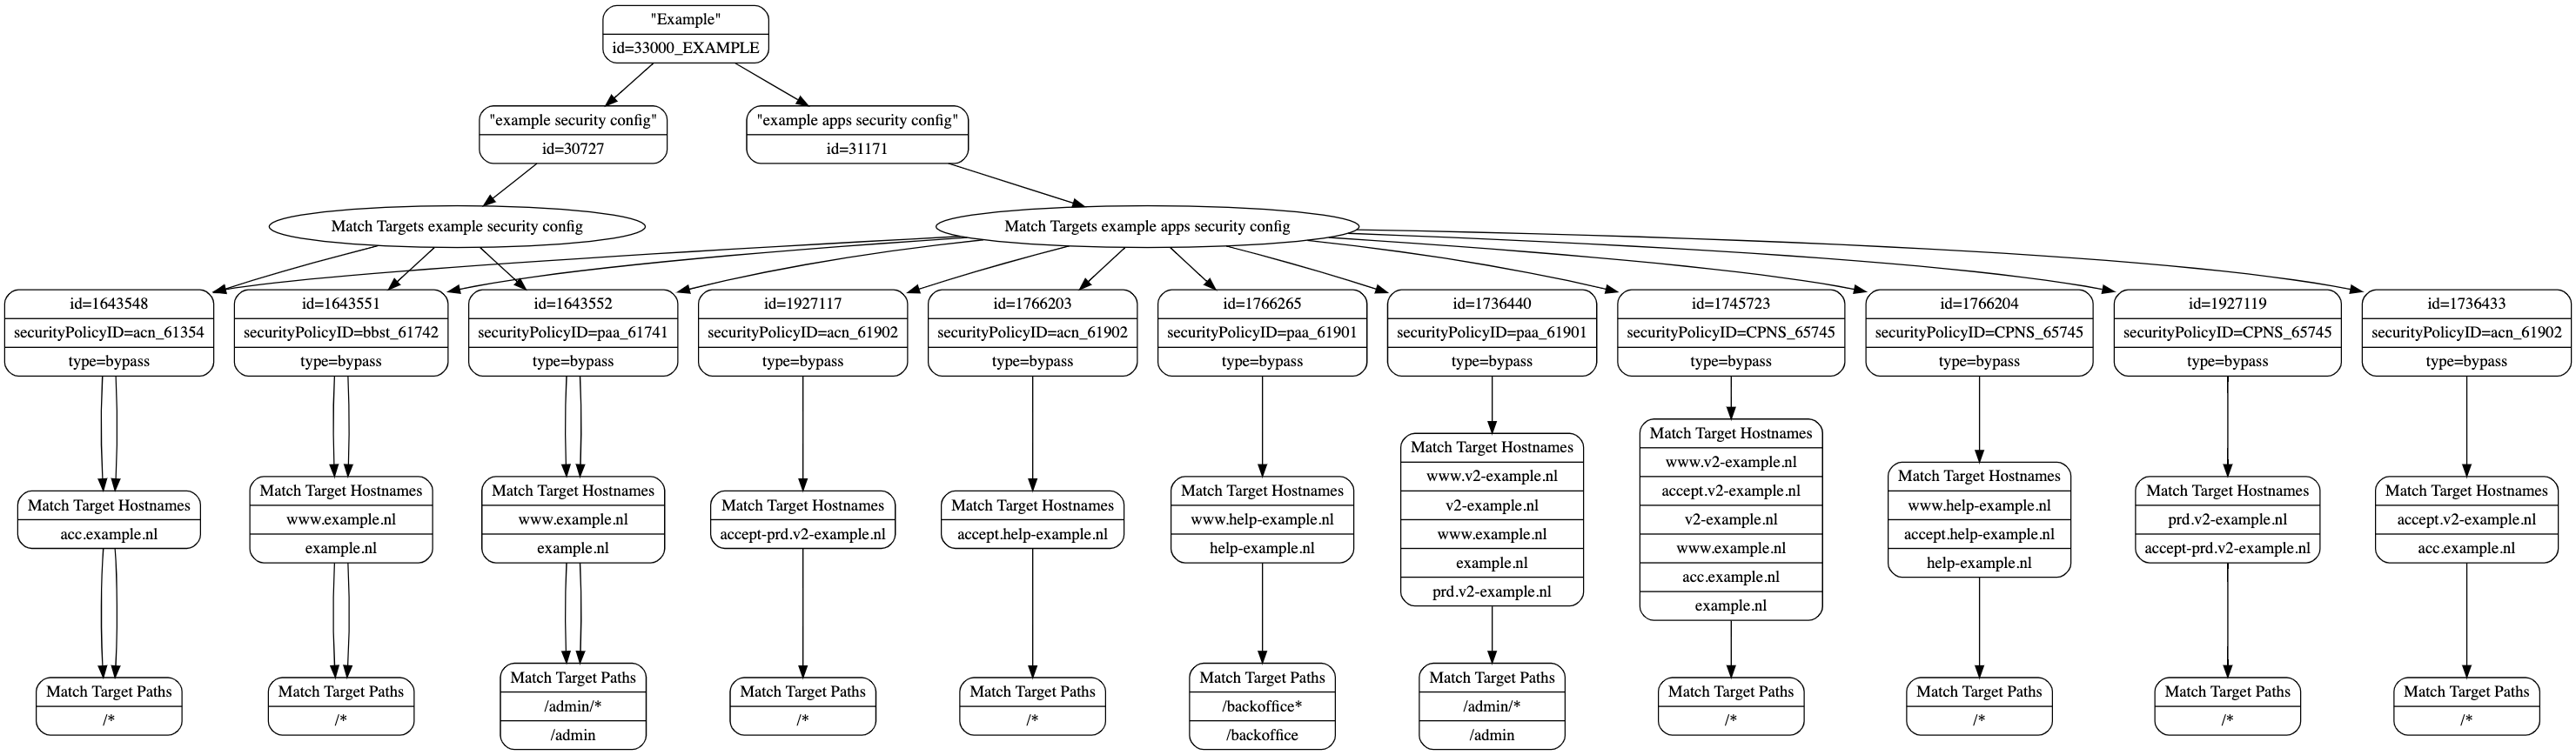 "Example"
id=33000_EXAMPLE
"example security config"
id=30727
"example apps security config"
id=31171
Match Targets example security config
Match Targets example apps security config
id=1643548
securityPolicyID=acn_61354
type=bypass
id=1643551
securityPolicyID=bbst_61742
type=bypass
id=1643552
securityPolicyID=paa_61741
type=bypass
id=1927117
securityPolicyID=acn_61902
type=bypass
id=1766203
securityPolicyID=acn_61902
type=bypass
id=1766265
securityPolicyID=paa_61901
type=bypass
id=1736440
securityPolicyID=paa_61901
type=bypass
id=1745723
securityPolicyID=CPNS_65745
type=bypass
id=1766204
securityPolicyID=CPNS_65745
type=bypass
id=1927119
securityPolicyID=CPNS_65745
type=bypass
id=1736433
securityPolicyID=acn_61902
type=bypass
Match Target Hostnames
acc.example.nl
Match Target Hostnames
www.example.nl
example.nl
Match Target Hostnames
www.example.nl
example.nl
Match Target Hostnames
accept-prd.v2-example.nl
Match Target Hostnames
accept.help-example.nl
Match Target Hostnames
www.help-example.nl
help-example.nl
Match Target Hostnames
www.v2-example.nl
v2-example.nl
www.example.nl
example.nl
prd.v2-example.nl
Match Target Hostnames
www.v2-example.nl
accept.v2-example.nl
v2-example.nl
www.example.nl
acc.example.nl
example.nl
Match Target Hostnames
www.help-example.nl
accept.help-example.nl
help-example.nl
Match Target Hostnames
prd.v2-example.nl
accept-prd.v2-example.nl
Match Target Hostnames
accept.v2-example.nl
acc.example.nl
Match Target Paths
/*
Match Target Paths
/*
Match Target Paths
/admin/*
/admin
Match Target Paths
/*
Match Target Paths
/*
Match Target Paths
/backoffice*
/backoffice
Match Target Paths
/admin/*
/admin
Match Target Paths
/*
Match Target Paths
/*
Match Target Paths
/*
Match Target Paths
/*